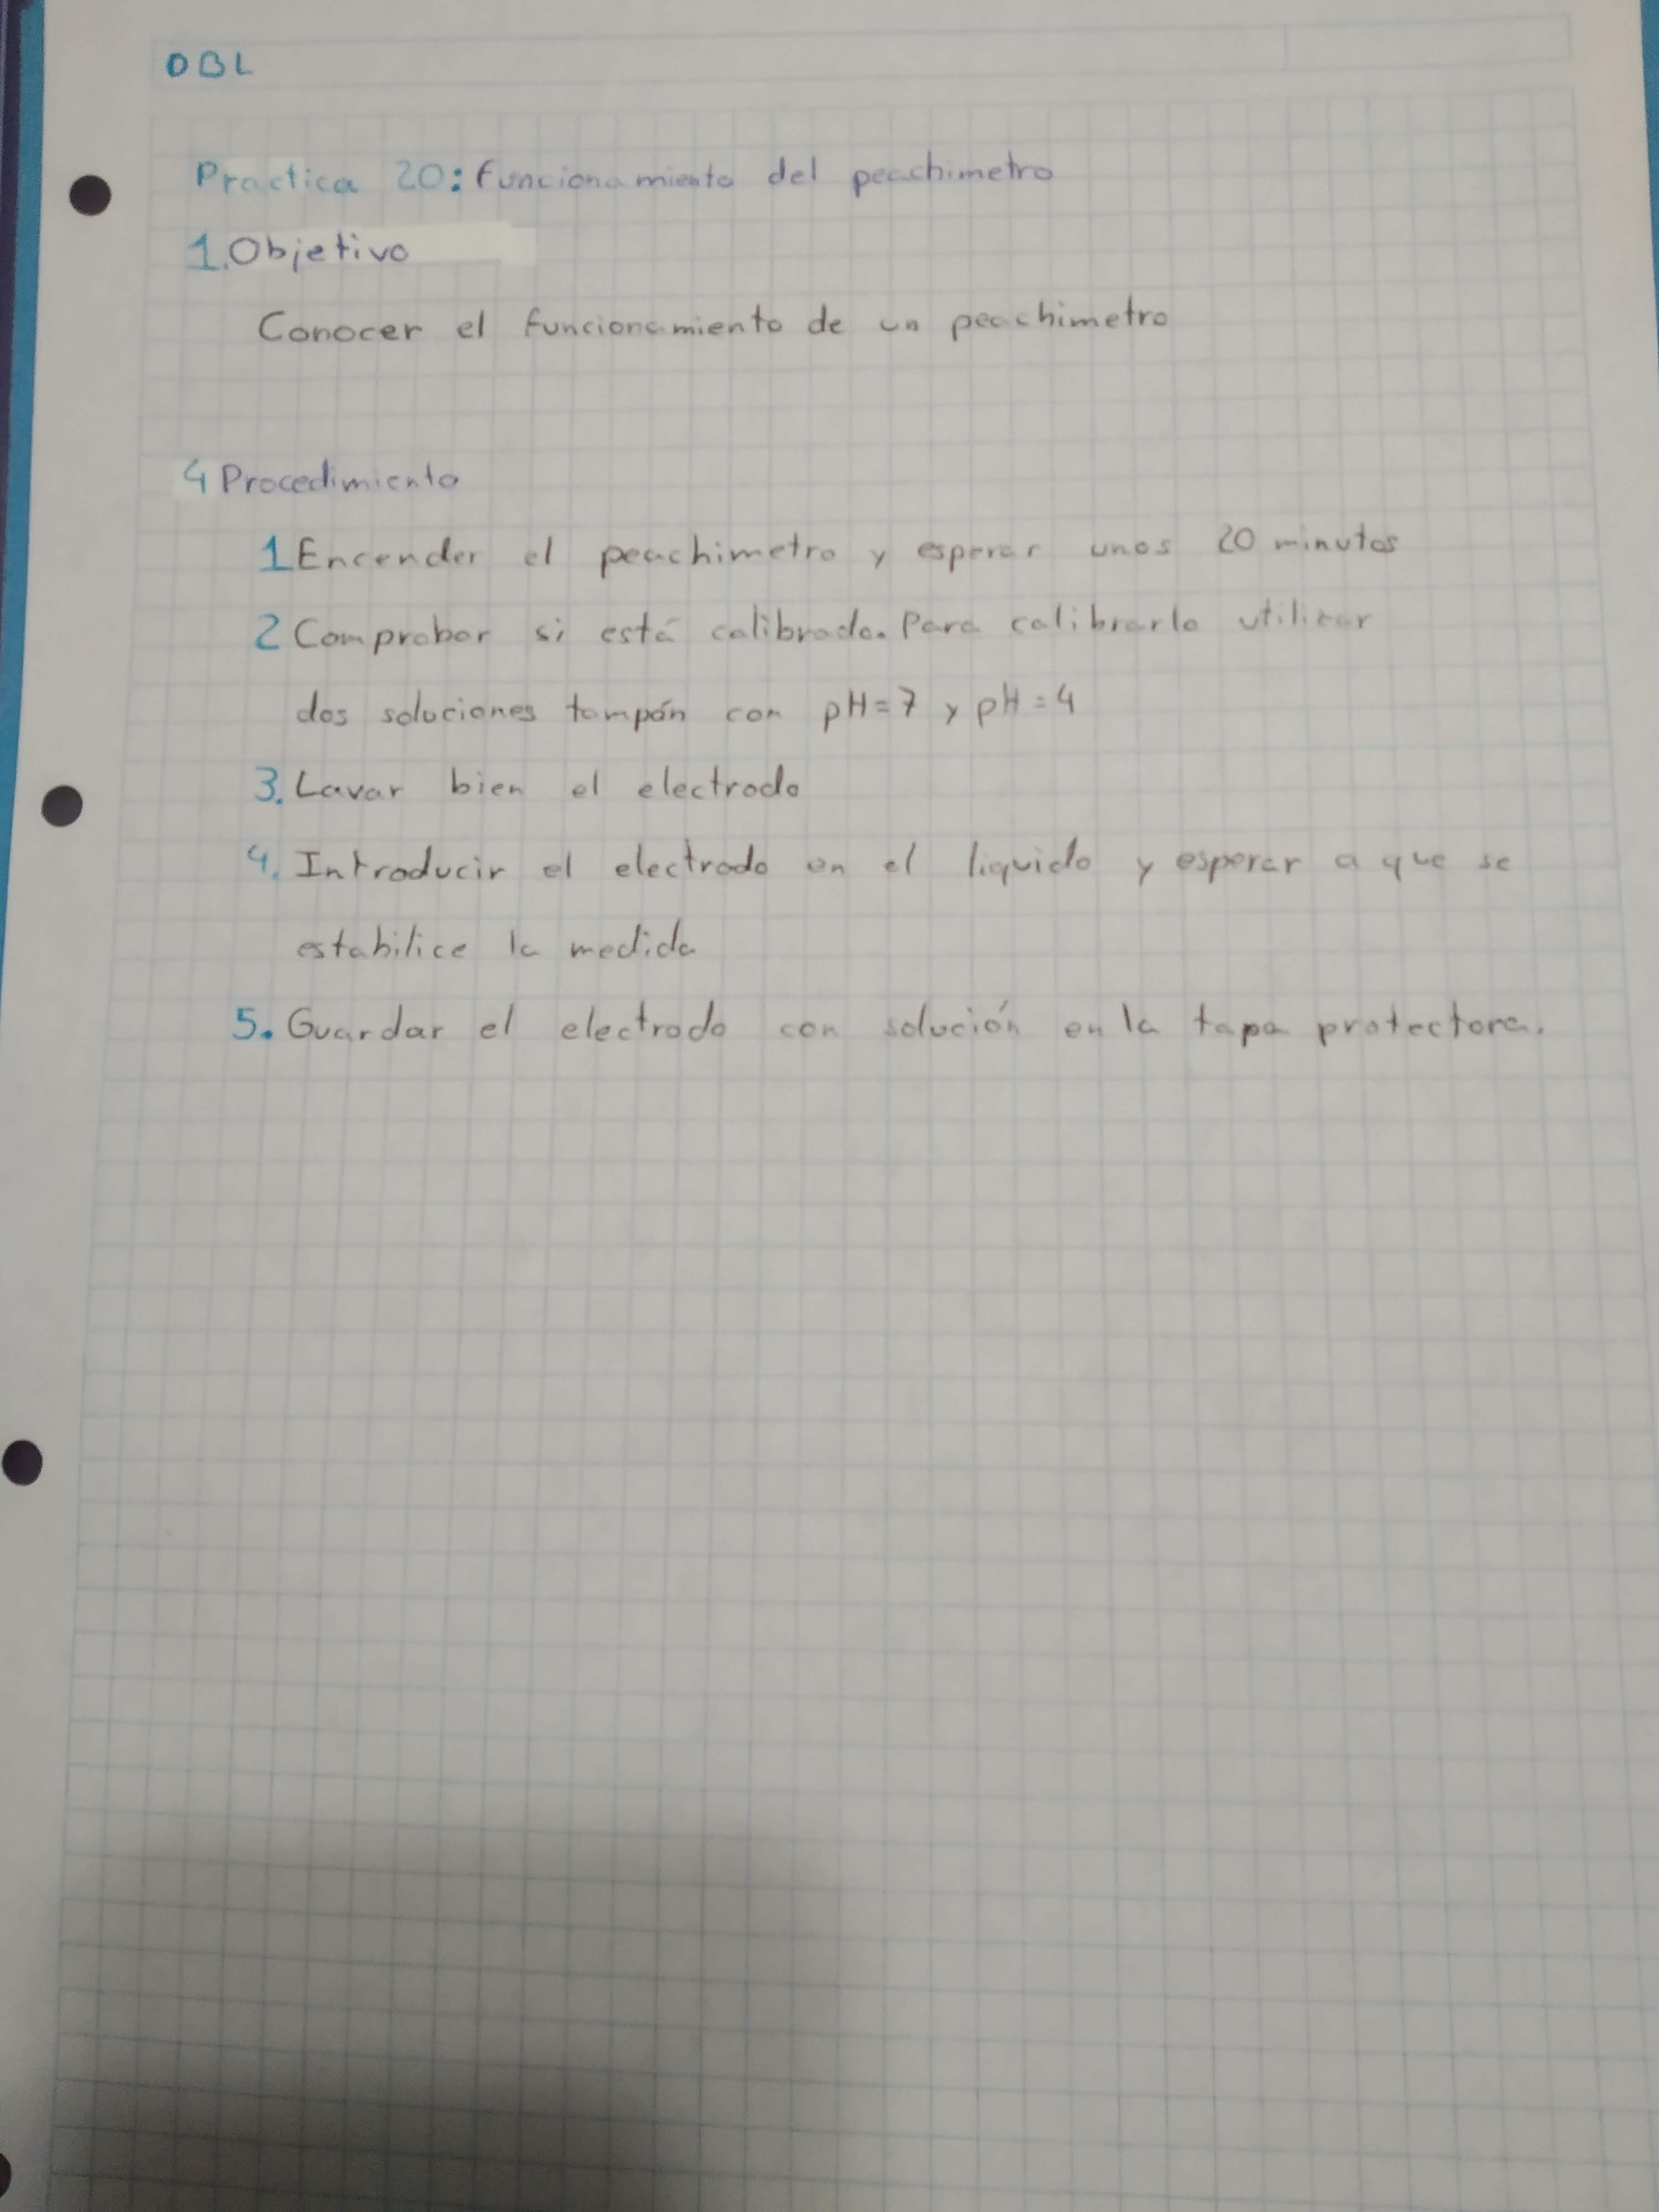 OBL
Practica 20: funcionamiento del peachimetro
1. Objetivo
Conocer el funcionamiento de un peachimetro
4 Procedimiento
1 Encender el peachimetro y esperar unos 20 minutos
2 Comprobar si está calibrado. Para calibrarlo utilizar
dos soluciones tampón con pH=7 y pH=4
3. Lavar bien el electrodo
4. Introducir el electrodo en el liquido y esperar a que se
estabilice la medida
5. Guardar el electrodo con solución en la tapa protectora.